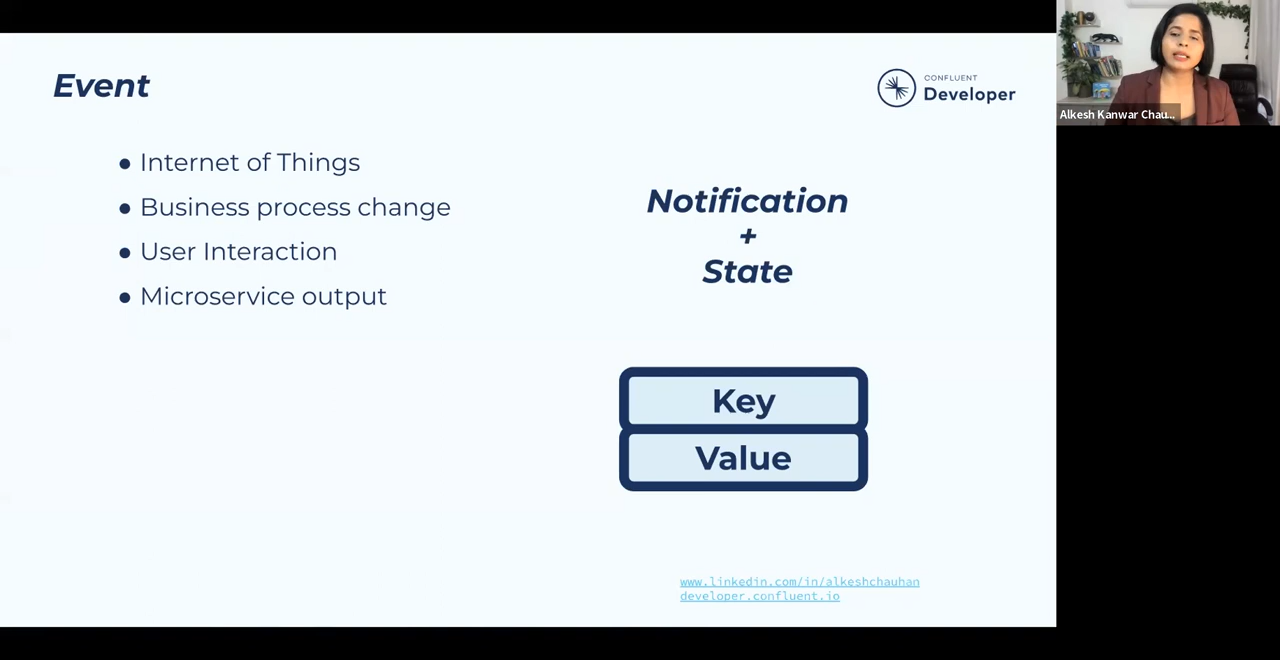 Event
CONFLUENT
Developer
● Internet of Things
● Business process change
● User Interaction
● Microservice output
Notification
+
State
Key
Value
www.linkedin.com/in/alkeshchauhan
developer.confluent.io
Alkesh Kanwar Chau...